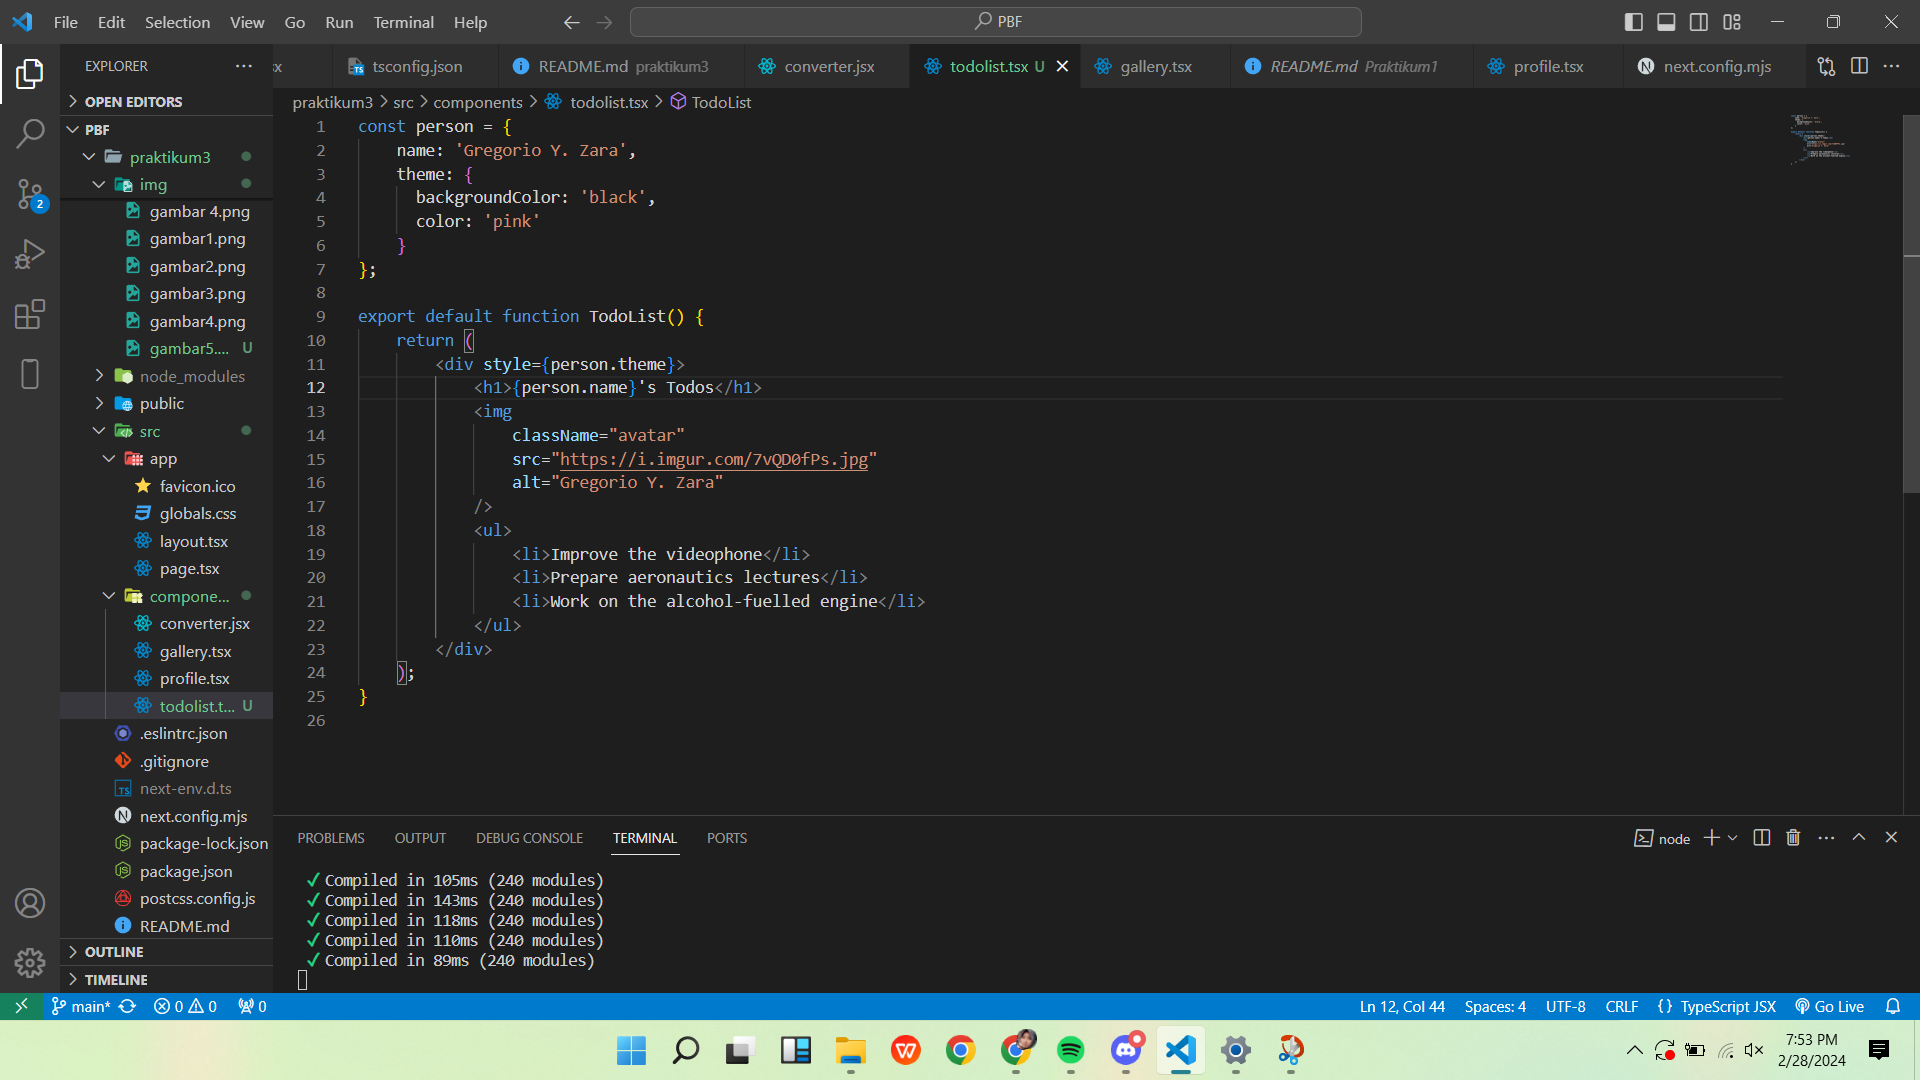 File Edit Selection View Go Run Terminal Help
PBF
EXPLORER
OPEN EDITORS
PBF
praktikum3
img
gambar 4.png
gambar1.png
gambar2.png
gambar3.png
gambar4.png
gambar5.... U
node_modules
public
src
app
favicon.ico
globals.css
layout.tsx
page.tsx
compone...
converter.jsx
gallery.tsx
profile.tsx
todolist.t... U
.eslintrc.json
.gitignore
next-env.d.ts
next.config.mjs
package-lock.json
package.json
postcss.config.js
README.md
OUTLINE
TIMELINE
sx tsconfig.json README.md praktikum3 converter.jsx todolist.tsx U gallery.tsx README.md Praktikum1 profile.tsx next.config.mjs
praktikum3 > src > components > todolist.tsx > TodoList
1 const person = {
2 name: 'Gregorio Y. Zara',
3 theme: {
4 backgroundColor: 'black',
5 color: 'pink'
6 }
7 };
8
9 export default function TodoList() {
10 return (
11 <div style={person.theme}>
12 <h1>{person.name}'s Todos</h1>
13 <img
14 className="avatar"
15 src="https://i.imgur.com/7vQD0fPs.jpg"
16 alt="Gregorio Y. Zara"
17 />
18 <ul>
19 <li>Improve the videophone</li>
20 <li>Prepare aeronautics lectures</li>
21 <li>Work on the alcohol-fuelled engine</li>
22 </ul>
23 </div>
24 );
25 }
26
PROBLEMS OUTPUT DEBUG CONSOLE TERMINAL PORTS
node
✓ Compiled in 105ms (240 modules)
✓ Compiled in 143ms (240 modules)
✓ Compiled in 118ms (240 modules)
✓ Compiled in 110ms (240 modules)
✓ Compiled in 89ms (240 modules)
2
main* 0 0 0 Ln 12, Col 44 Spaces: 4 UTF-8 CRLF {} TypeScript JSX Go Live
7:53 PM
2/28/2024